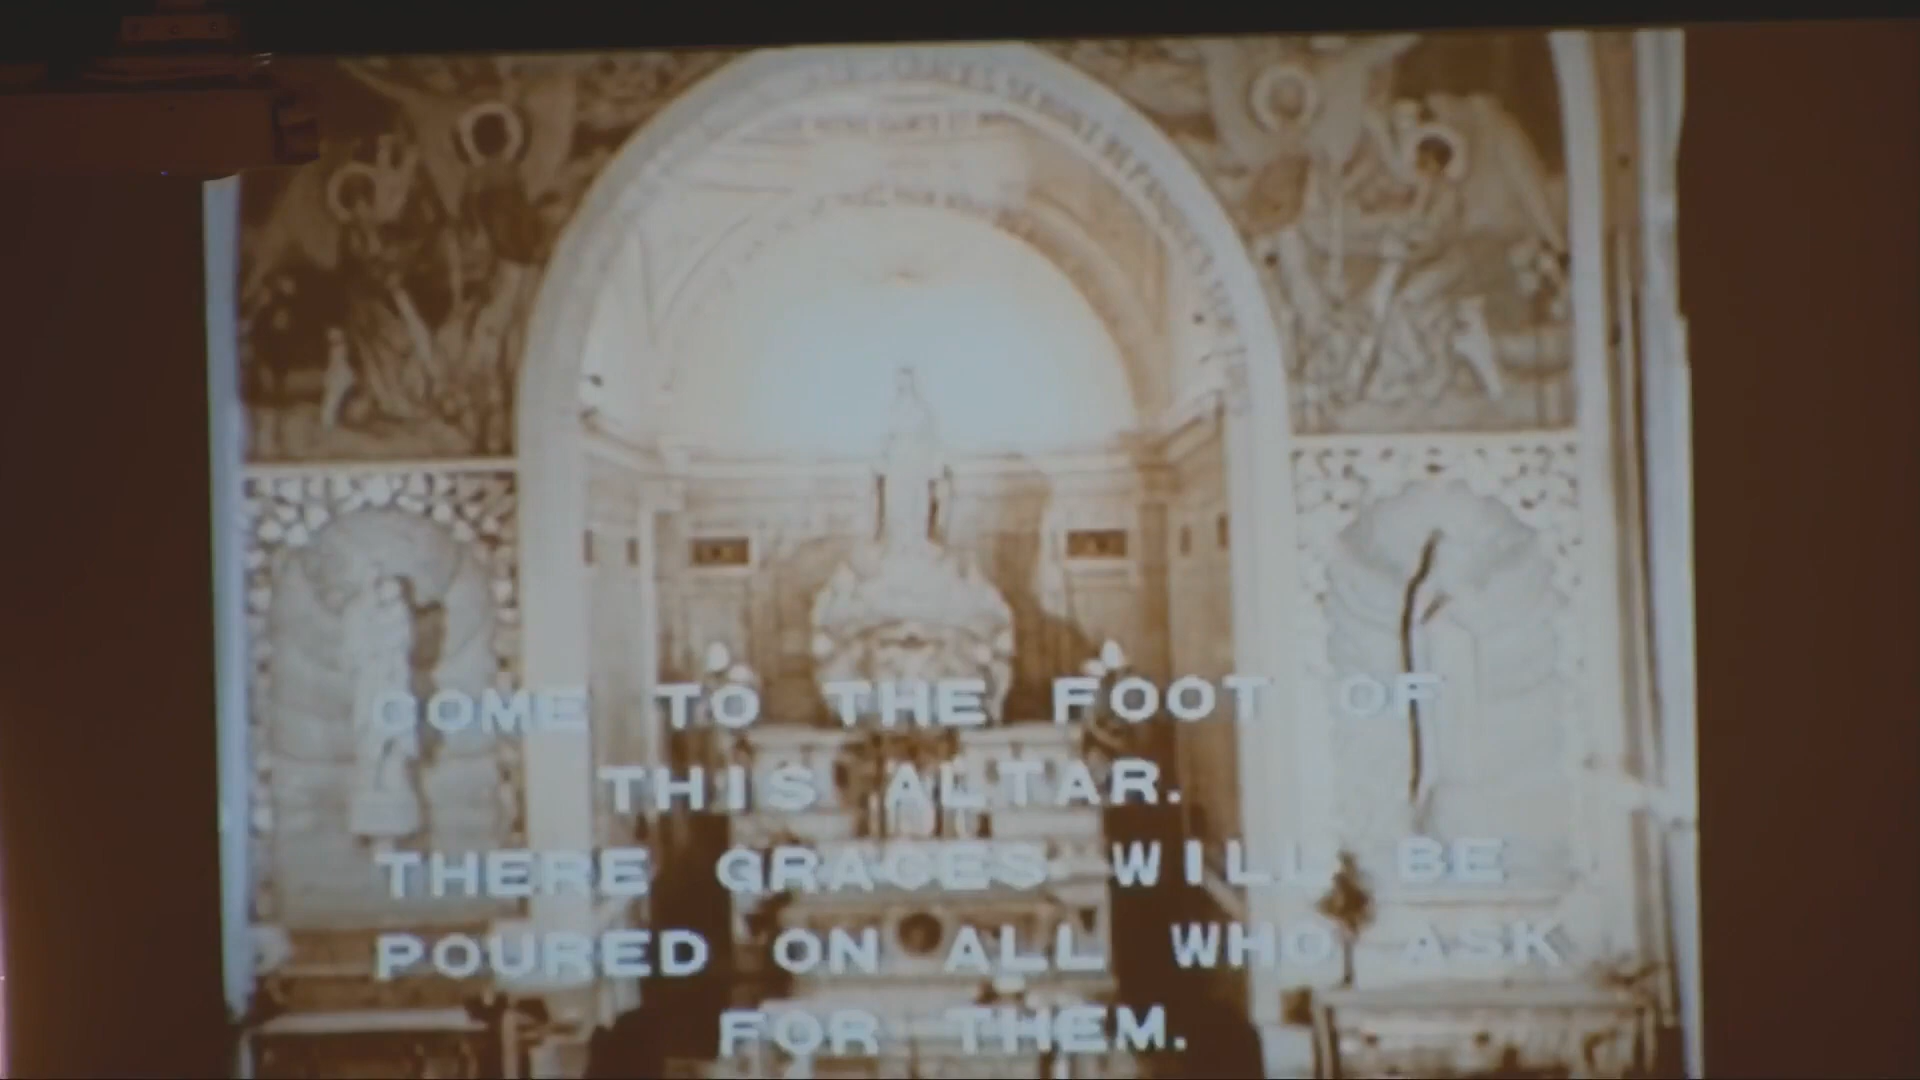 COME TO THE FOOT OF
THIS ALTAR.
THERE GRACES WILL BE
POURED ON ALL WHO ASK
FOR THEM.